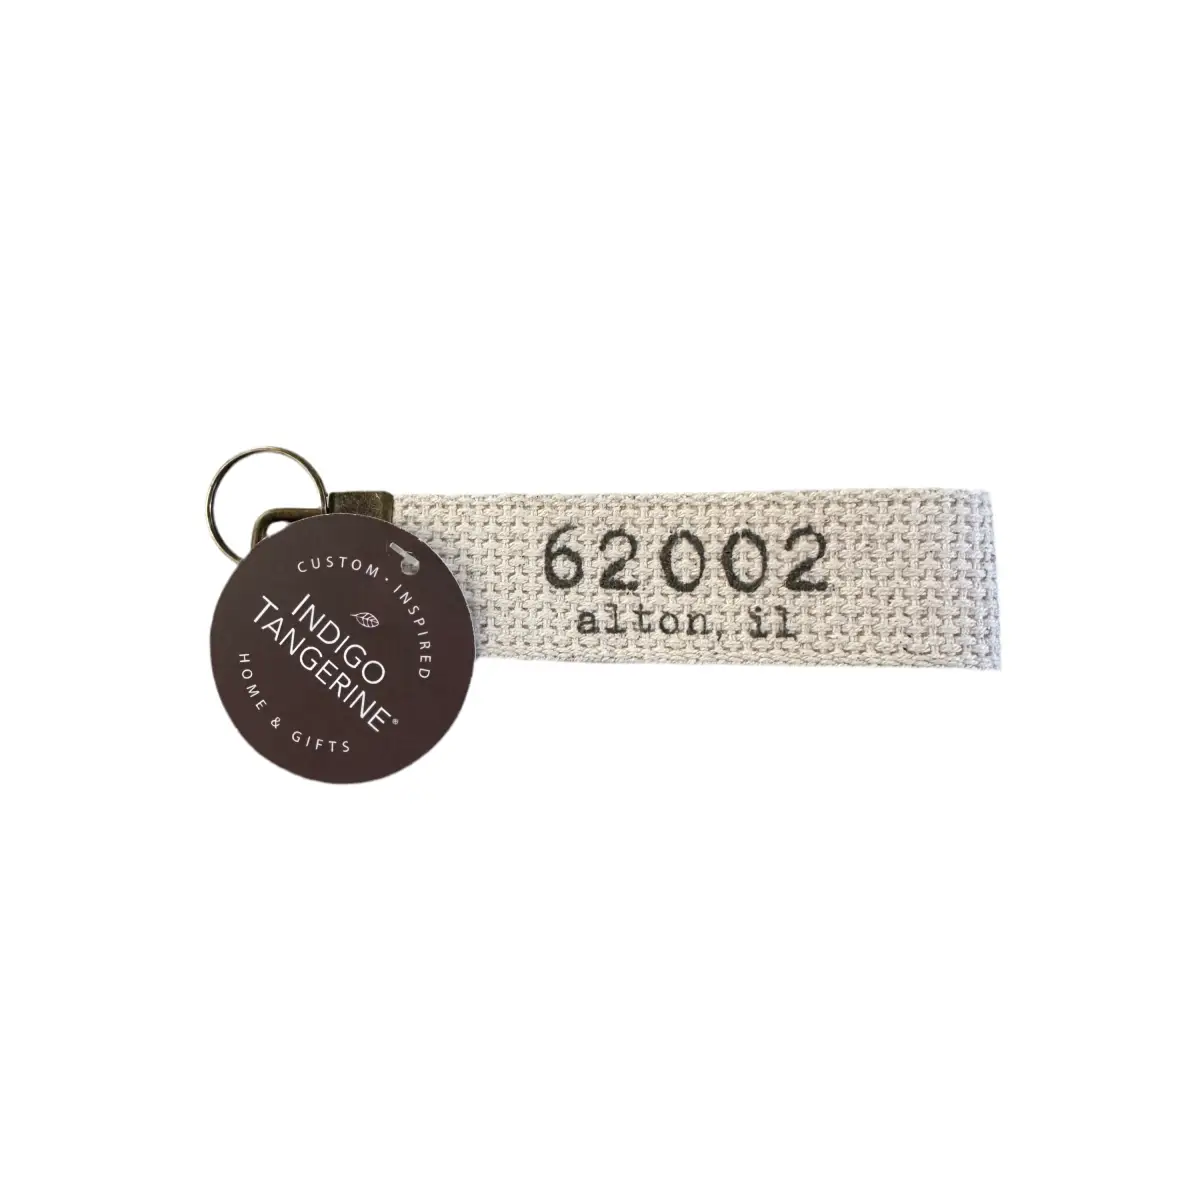 62002
alton, il
CUSTOM · INSPIRED
INDIGO
TANGERINE®
HOME & GIFTS